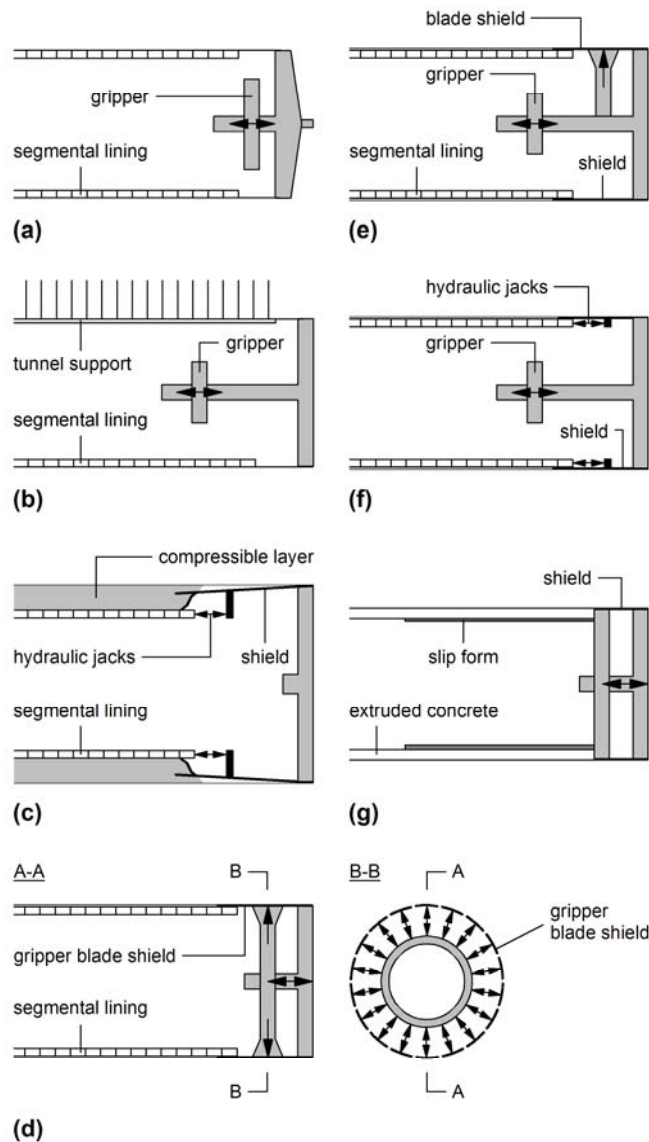 gripper
segmental lining
(a)
tunnel support
gripper
segmental lining
(b)
compressible layer
hydraulic jacks
shield
segmental lining
(c)
A-A
B
gripper blade shield
segmental lining
B
(d)
blade shield
gripper
segmental lining
shield
(e)
hydraulic jacks
gripper
shield
(f)
shield
slip form
extruded concrete
(g)
B-B
A
gripper
blade shield
A